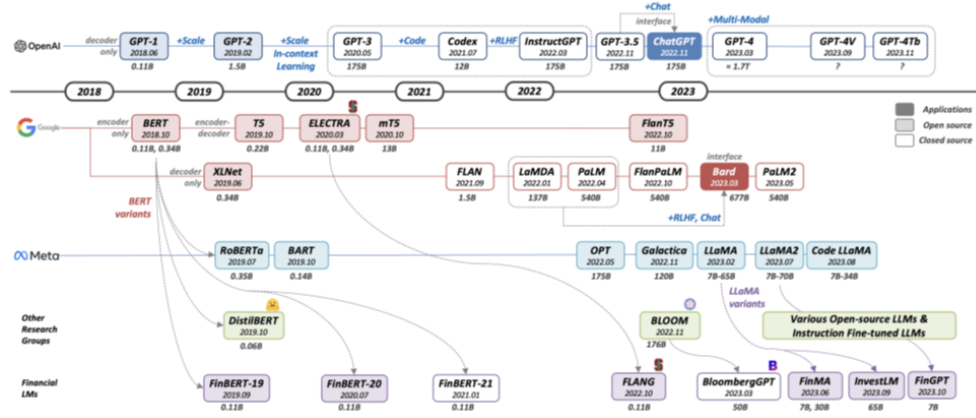 +Chat
interface
+Multi-Modal
OpenAI
decoder only
GPT-1
2018.06
0.11B
+Scale
GPT-2
2019.02
1.5B
+Scale
In-context
Learning
GPT-3
2020.05
175B
+Code
Codex
2021.07
12B
+RLHF
InstructGPT
2022.03
175B
GPT-3.5
2022.11
175B
ChatGPT
2022.11
175B
GPT-4
2023.03
≈ 1.7T
GPT-4V
2023.09
?
GPT-4Tb
2023.11
?
2018 2019 2020 2021 2022 2023
Applications
Open source
Closed source
Google
encoder only
BERT
2018.10
0.11B, 0.34B
encoder-decoder
T5
2019.10
0.22B
ELECTRA
2020.03
0.11B, 0.34B
S
mT5
2020.10
13B
FlanT5
2022.10
11B
decoder only
XLNet
2019.06
0.34B
FLAN
2021.09
1.5B
LaMDA
2022.01
137B
PaLM
2022.04
540B
FlanPaLM
2022.10
540B
interface
Bard
2023.03
677B
PaLM2
2023.05
540B
+RLHF, Chat
BERT
variants
Meta
RoBERTa
2019.07
0.35B
BART
2019.10
0.14B
OPT
2022.05
175B
Galactica
2022.11
120B
LLaMA
2023.02
7B-65B
LLaMA2
2023.07
7B-70B
Code LLaMA
2023.08
7B-34B
LLaMA
variants
Other
Research
Groups
DistilBERT
2019.10
0.06B
BLOOM
2022.11
176B
Various Open-source LLMs &
Instruction Fine-tuned LLMs
Financial
LMs
FinBERT-19
2019.09
0.11B
FinBERT-20
2020.07
0.11B
FinBERT-21
2021.01
0.11B
FLANG
2022.10
0.11B
S
BloombergGPT
2023.03
50B
B
FinMA
2023.06
7B, 30B
InvestLM
2023.09
65B
FinGPT
2023.10
7B